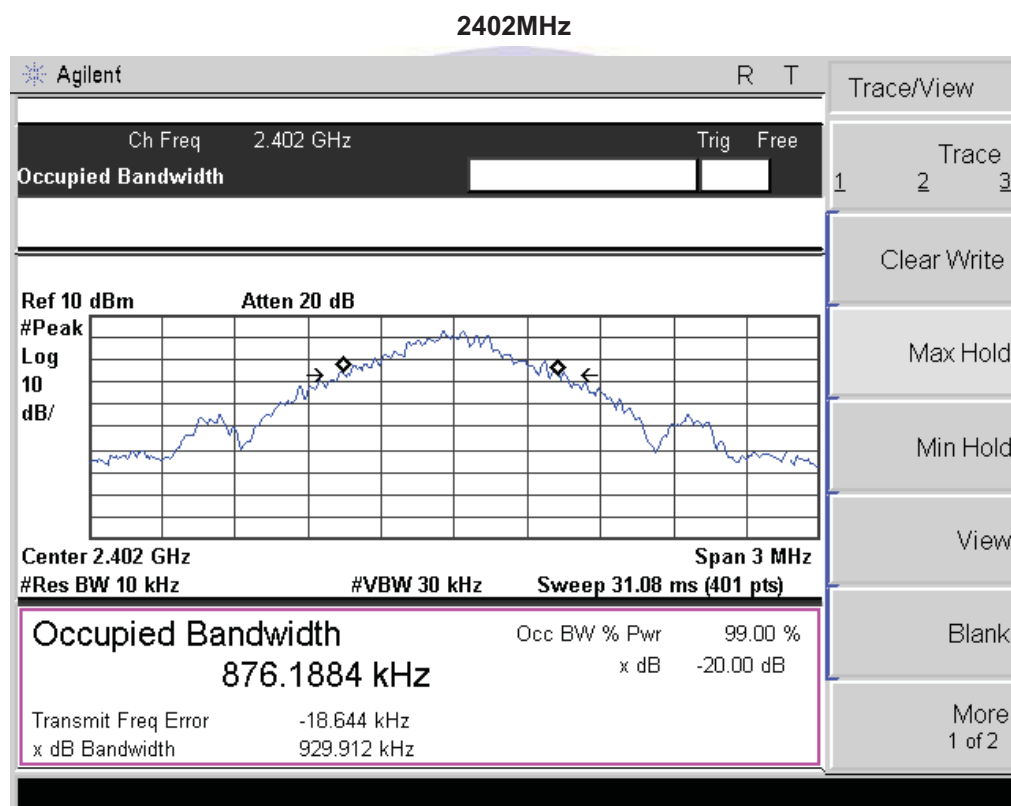 2402MHz
Agilent R T
Ch Freq 2.402 GHz Trig Free
Occupied Bandwidth
Ref 10 dBm Atten 20 dB
#Peak
Log
10
dB/
Center 2.402 GHz Span 3 MHz
#Res BW 10 kHz #VBW 30 kHz Sweep 31.08 ms (401 pts)
Occupied Bandwidth Occ BW % Pwr 99.00 %
876.1884 kHz x dB -20.00 dB
Transmit Freq Error -18.644 kHz
x dB Bandwidth 929.912 kHz
Trace/View
Trace
1 2 3
Clear Write
Max Hold
Min Hold
View
Blank
More
1 of 2